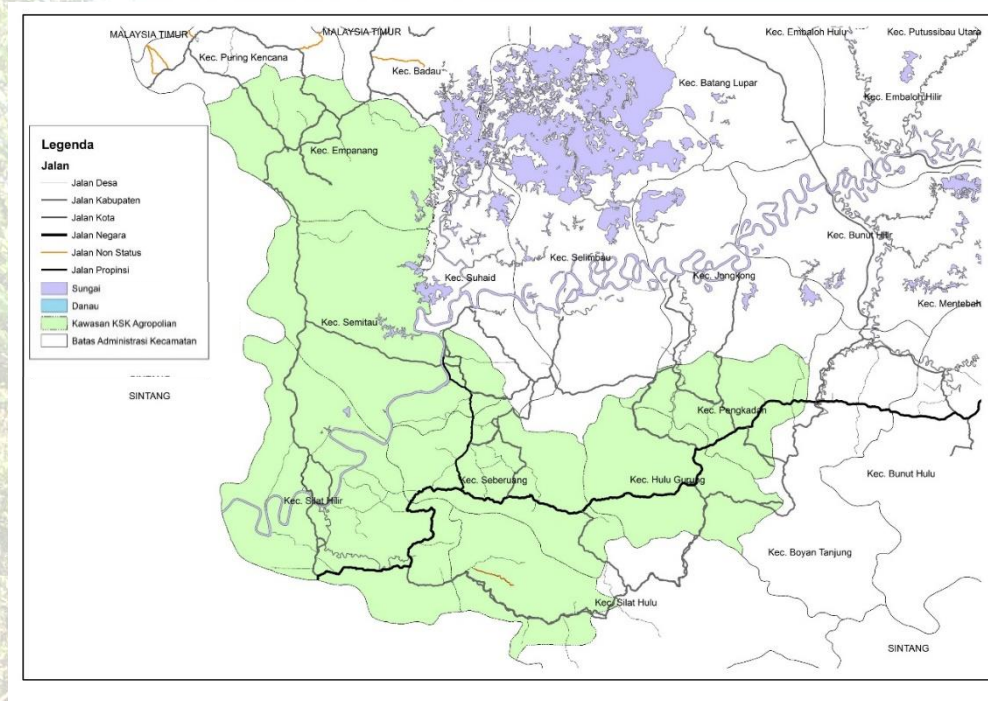 MALAYSIA TIMUR
MALAYSIA TIMUR
Kec. Embaloh Hulu
Kec. Putussibau Utara
Kec. Puring Kencana
Kec. Badau
Kec. Batang Lupar
Kec. Embaloh Hilir
Legenda
Jalan
Jalan Desa
Jalan Kabupaten
Jalan Kota
Jalan Negara
Jalan Non Status
Jalan Propinsi
Sungai
Danau
Kawasan KSK Agropolian
Batas Administrasi Kecamatan
Kec. Empanang
Kec. Bunut Hilir
Kec. Selimbau
Kec. Suhaid
Kec. Jongkong
Kec. Mentebah
Kec. Semitau
SINTANG
Kec. Pengkadan
Kec. Seberuang
Kec. Hulu Gurung
Kec. Bunut Hulu
Kec. Silat Hilir
Kec. Boyan Tanjung
Kec. Silat Hulu
SINTANG